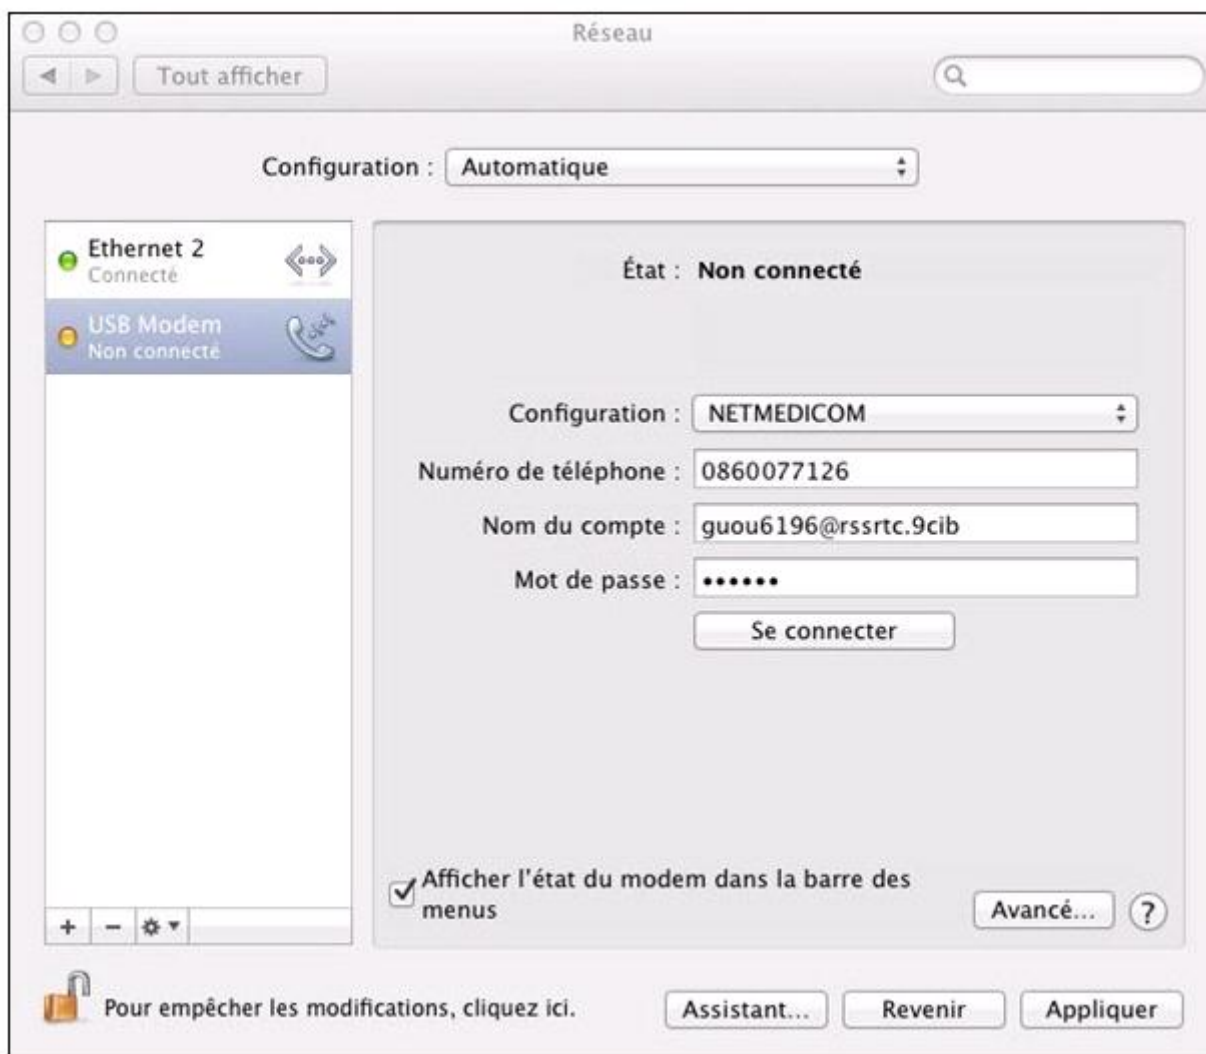 Réseau
Tout afficher
Configuration : Automatique
Ethernet 2
Connecté
USB Modem
Non connecté
État : Non connecté
Configuration : NETMEDICOM
Numéro de téléphone : 0860077126
Nom du compte : guou6196@rssrtc.9cib
Mot de passe : ••••••
Se connecter
Afficher l'état du modem dans la barre des
menus
Avancé... ?
+ −
Pour empêcher les modifications, cliquez ici.
Assistant... Revenir Appliquer